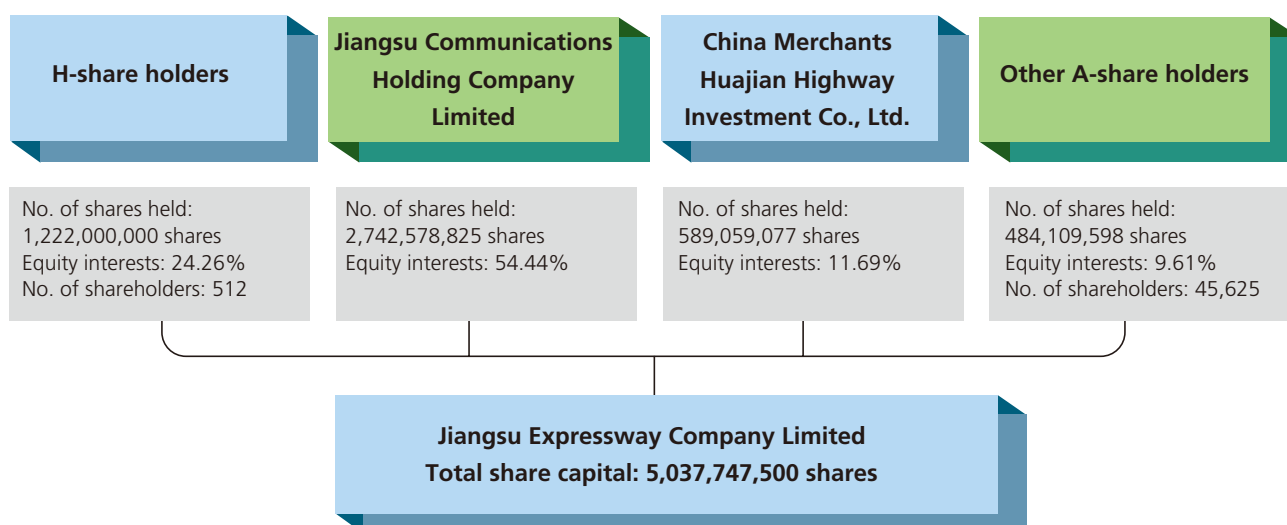 H-share holders
Jiangsu Communications
Holding Company
Limited
China Merchants
Huajian Highway
Investment Co., Ltd.
Other A-share holders
No. of shares held:
1,222,000,000 shares
Equity interests: 24.26%
No. of shareholders: 512
No. of shares held:
2,742,578,825 shares
Equity interests: 54.44%
No. of shares held:
589,059,077 shares
Equity interests: 11.69%
No. of shares held:
484,109,598 shares
Equity interests: 9.61%
No. of shareholders: 45,625
Jiangsu Expressway Company Limited
Total share capital: 5,037,747,500 shares